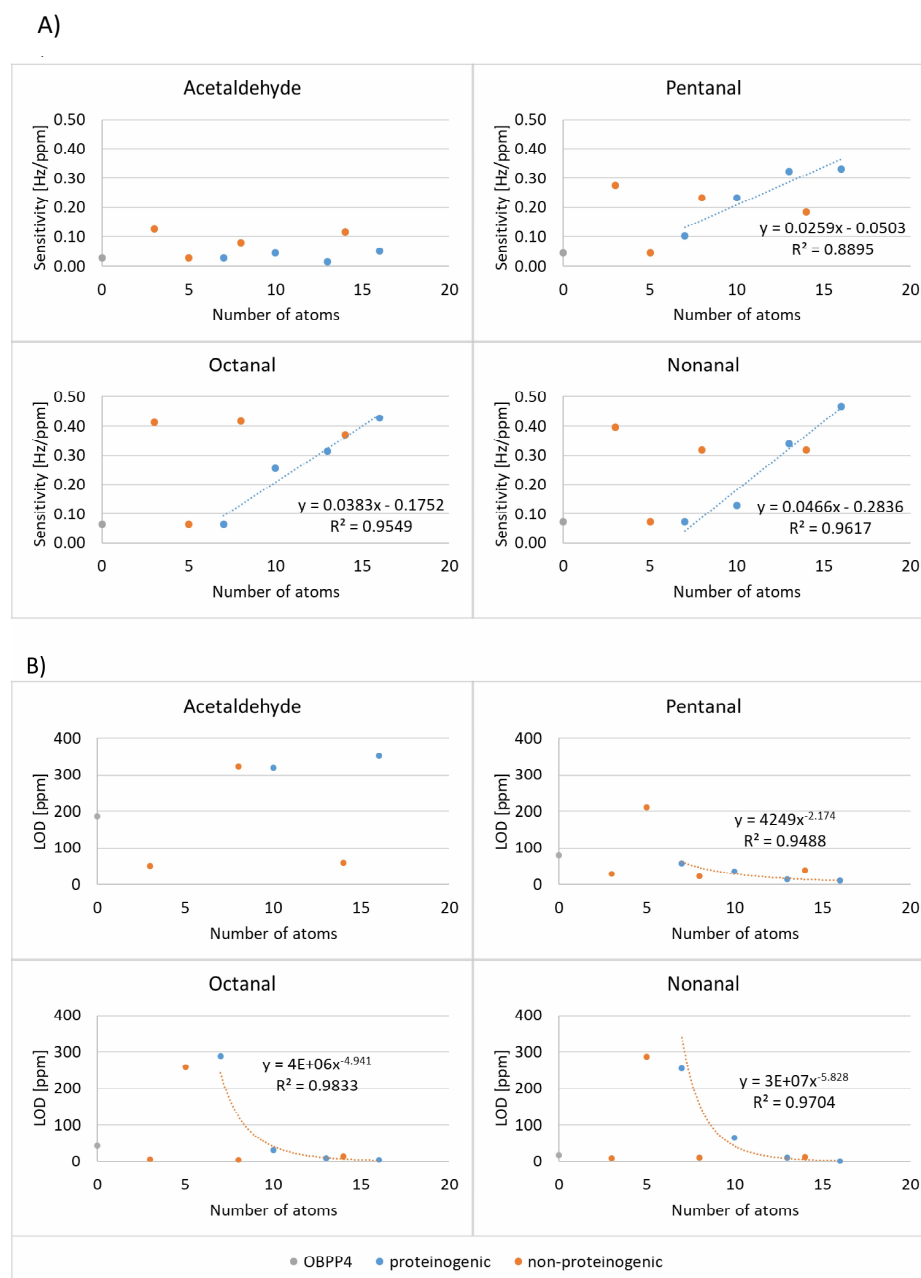 A)
Acetaldehyde
Sensitivity [Hz/ppm]
0.50
0.40
0.30
0.20
0.10
0.00
0 5 10 15 20
Number of atoms
Pentanal
Sensitivity [Hz/ppm]
0.50
0.40
0.30
0.20
0.10
0.00
y = 0.0259x - 0.0503
R² = 0.8895
0 5 10 15 20
Number of atoms
Octanal
Sensitivity [Hz/ppm]
0.50
0.40
0.30
0.20
0.10
0.00
y = 0.0383x - 0.1752
R² = 0.9549
0 5 10 15 20
Number of atoms
Nonanal
Sensitivity [Hz/ppm]
0.50
0.40
0.30
0.20
0.10
0.00
y = 0.0466x - 0.2836
R² = 0.9617
0 5 10 15 20
Number of atoms
B)
Acetaldehyde
LOD [ppm]
400
300
200
100
0
0 5 10 15 20
Number of atoms
Pentanal
LOD [ppm]
400
300
200
100
0
y = 4249x^-2.174
R² = 0.9488
0 5 10 15 20
Number of atoms
Octanal
LOD [ppm]
400
300
200
100
0
y = 4E+06x^-4.941
R² = 0.9833
0 5 10 15 20
Number of atoms
Nonanal
LOD [ppm]
400
300
200
100
0
y = 3E+07x^-5.828
R² = 0.9704
0 5 10 15 20
Number of atoms
OBPP4 proteinogenic non-proteinogenic